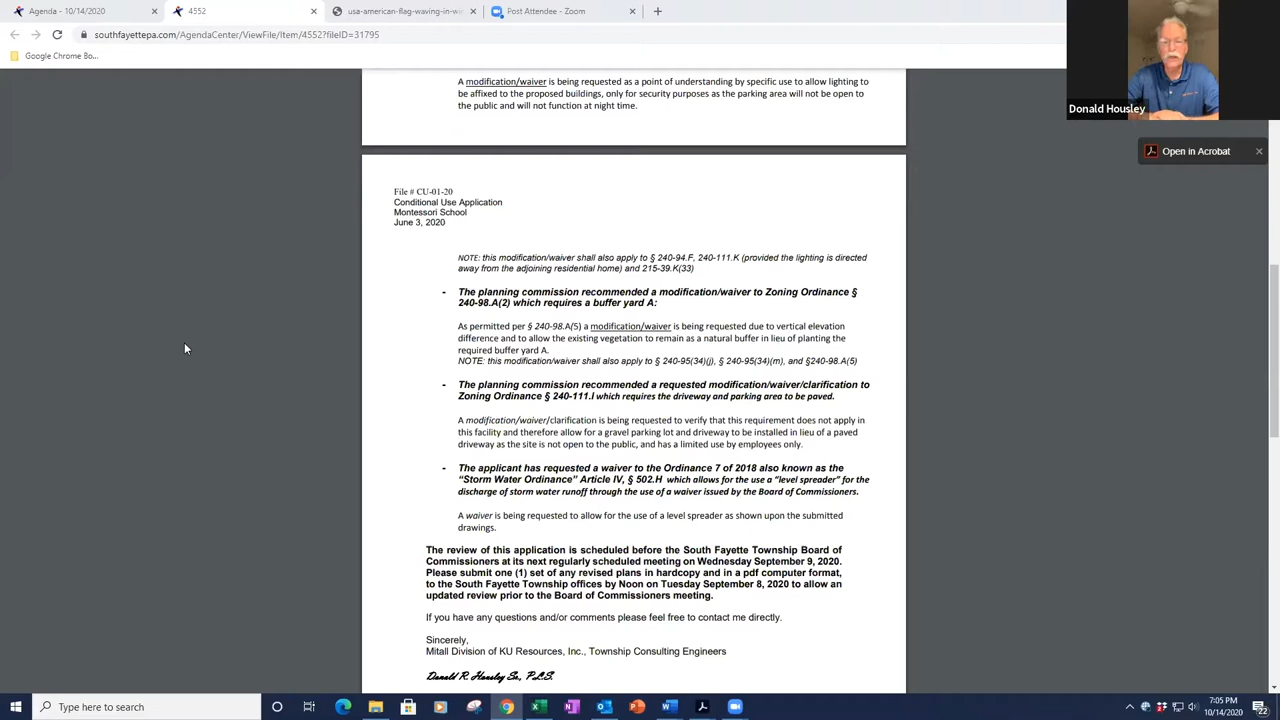 Agenda - 10/14/2020
4552
usa-american-flag-waving-in-wi
Post Attendee - Zoom
southfayettepa.com/AgendaCenter/ViewFile/Item/4552?fileID=31795
Google Chrome Bo...
Donald Housley
Open in Acrobat
A modification/waiver is being requested as a point of understanding by specific use to allow lighting to
be affixed to the proposed buildings, only for security purposes as the parking area will not be open to
the public and will not function at night time.
File # CU-01-20
Conditional Use Application
Montessori School
June 3, 2020
NOTE: this modification/waiver shall also apply to § 240-94.F, 240-111.K (provided the lighting is directed
away from the adjoining residential home) and 215-39.K(33)
- The planning commission recommended a modification/waiver to Zoning Ordinance §
240-98.A(2) which requires a buffer yard A:
As permitted per § 240-98.A(5) a modification/waiver is being requested due to vertical elevation
difference and to allow the existing vegetation to remain as a natural buffer in lieu of planting the
required buffer yard A.
NOTE: this modification/waiver shall also apply to § 240-95(34)(j), § 240-95(34)(m), and §240-98.A(5)
- The planning commission recommended a requested modification/waiver/clarification to
Zoning Ordinance § 240-111.I which requires the driveway and parking area to be paved.
A modification/waiver/clarification is being requested to verify that this requirement does not apply in
this facility and therefore allow for a gravel parking lot and driveway to be installed in lieu of a paved
driveway as the site is not open to the public, and has a limited use by employees only.
- The applicant has requested a waiver to the Ordinance 7 of 2018 also known as the
"Storm Water Ordinance" Article IV, § 502.H which allows for the use a "level spreader" for the
discharge of storm water runoff through the use of a waiver issued by the Board of Commissioners.
A waiver is being requested to allow for the use of a level spreader as shown upon the submitted
drawings.
The review of this application is scheduled before the South Fayette Township Board of
Commissioners at its next regularly scheduled meeting on Wednesday September 9, 2020.
Please submit one (1) set of any revised plans in hardcopy and in a pdf computer format,
to the South Fayette Township offices by Noon on Tuesday September 8, 2020 to allow an
updated review prior to the Board of Commissioners meeting.
If you have any questions and/or comments please feel free to contact me directly.
Sincerely,
Mitall Division of KU Resources, Inc., Township Consulting Engineers
Donald R. Housley Sr., P.L.S.
Type here to search
7:05 PM
10/14/2020
22